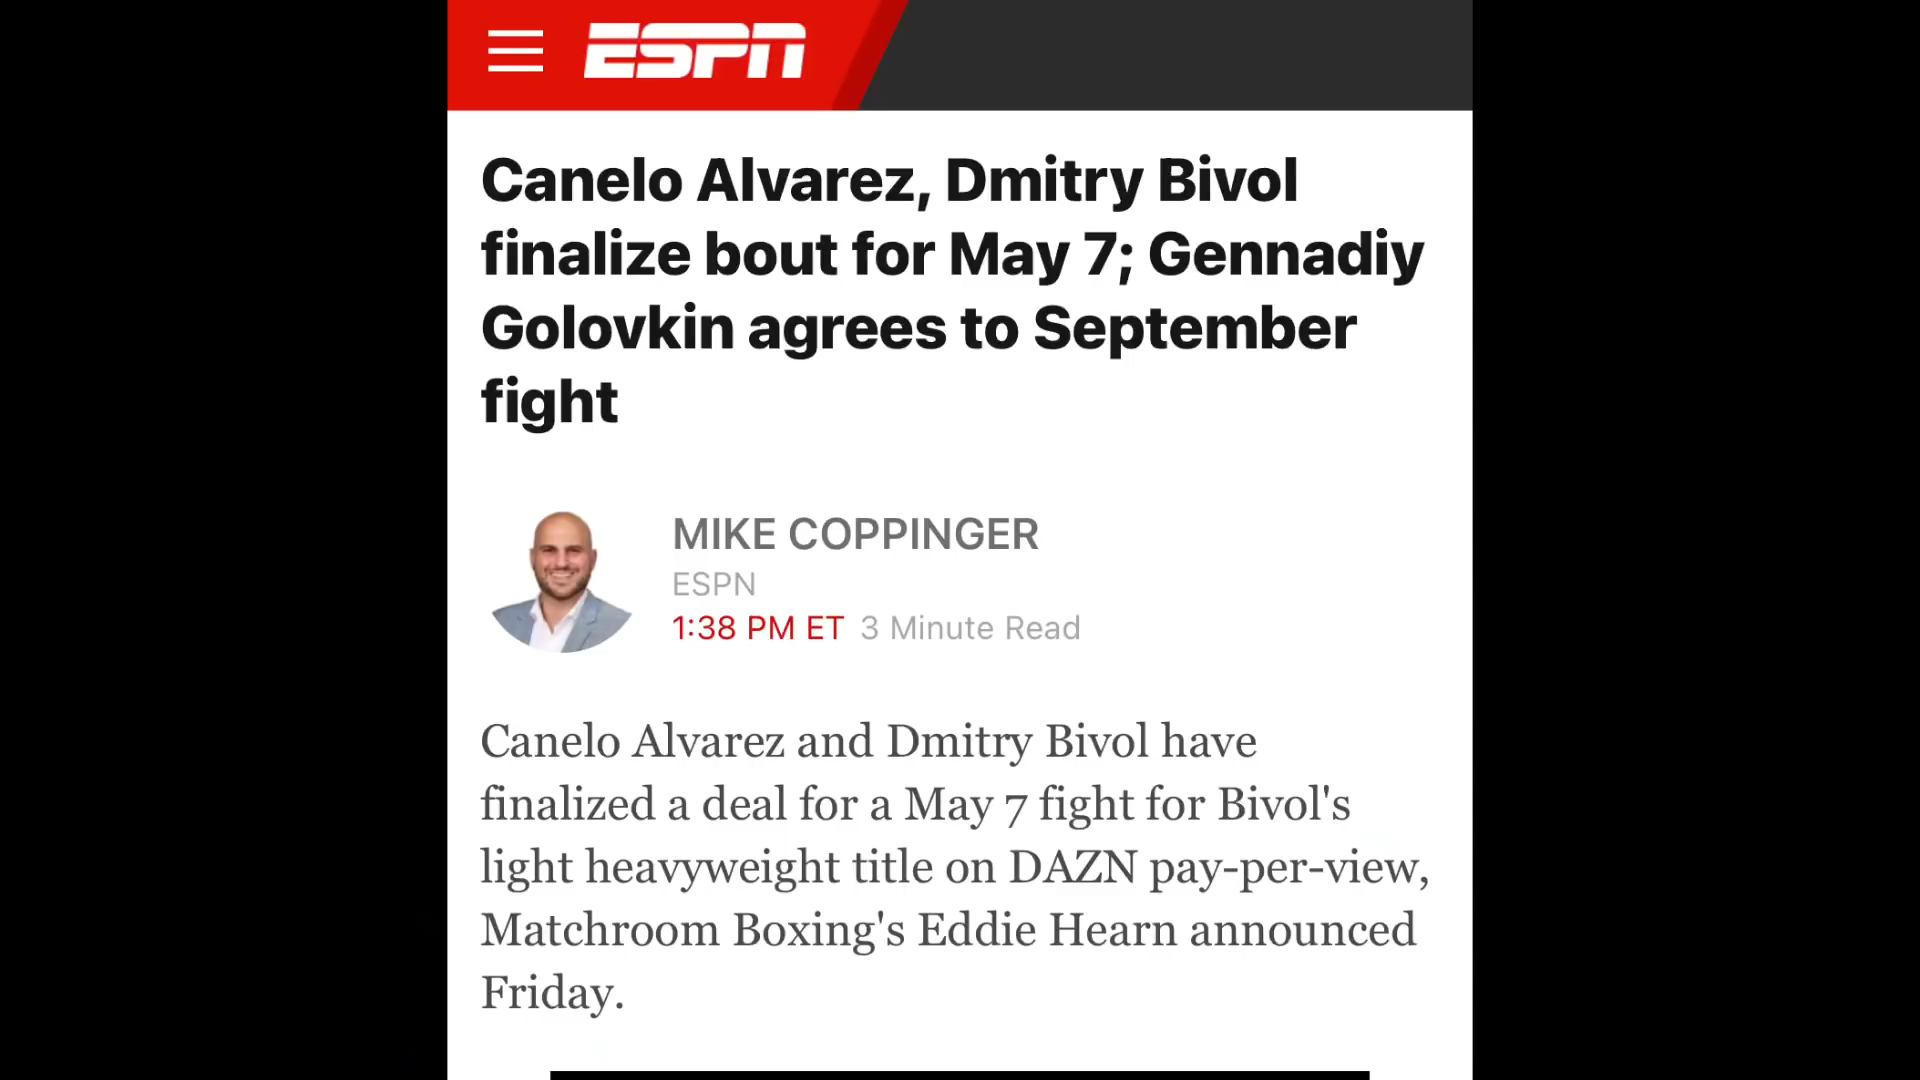 ESPN
Canelo Alvarez, Dmitry Bivol
finalize bout for May 7; Gennadiy
Golovkin agrees to September
fight
MIKE COPPINGER
ESPN
1:38 PM ET 3 Minute Read
Canelo Alvarez and Dmitry Bivol have
finalized a deal for a May 7 fight for Bivol's
light heavyweight title on DAZN pay-per-view,
Matchroom Boxing's Eddie Hearn announced
Friday.